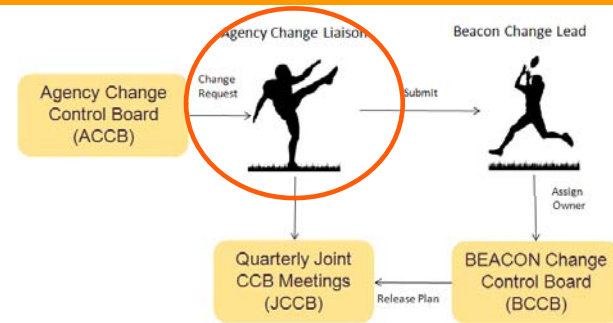 Agency Change Liaison
Beacon Change Lead
Agency Change
Control Board
(ACCB)
Change
Request
Submit
Assign
Owner
Quarterly Joint
CCB Meetings
(JCCB)
Release Plan
BEACON Change
Control Board
(BCCB)